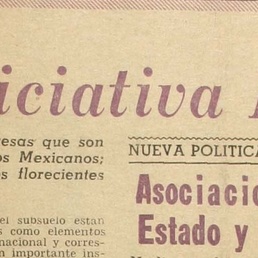 iciativa
esas que son
os Mexicanos;
s florecientes
NUEVA POLITICA
Asociacio
Estado y
el subsuelo están
s como elementos
nacional y corres-
n importante ins-